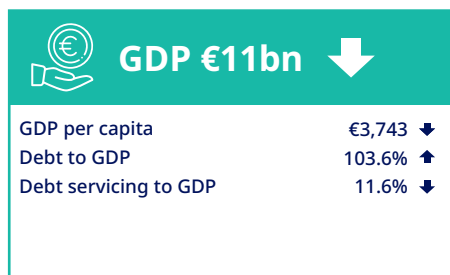 GDP €11bn
GDP per capita €3,743
Debt to GDP 103.6%
Debt servicing to GDP 11.6%